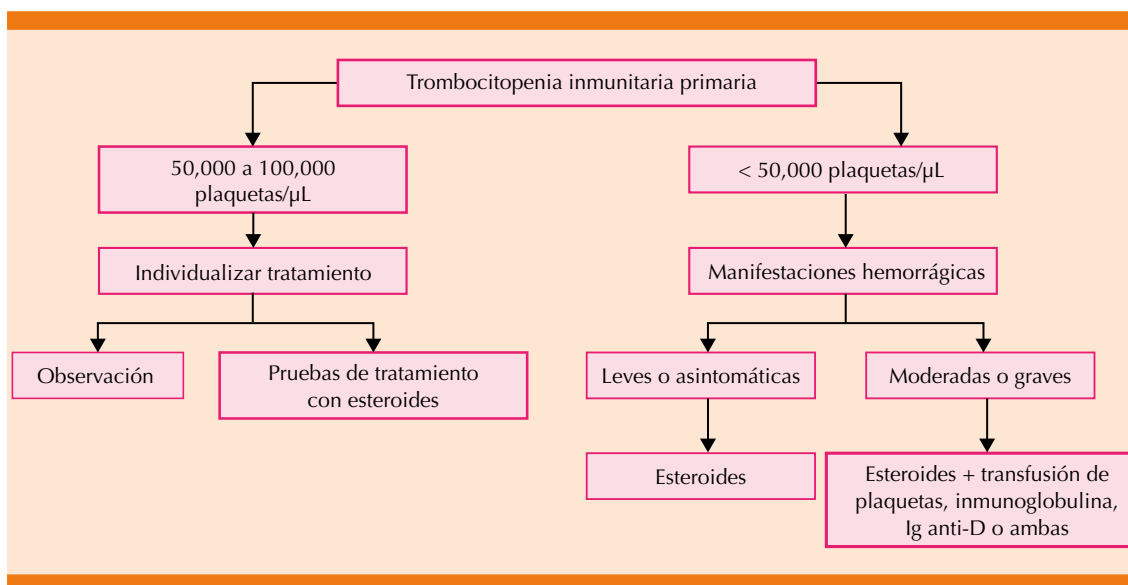 Trombocitopenia inmunitaria primaria
50,000 a 100,000
plaquetas/µL
< 50,000 plaquetas/µL
Individualizar tratamiento
Manifestaciones hemorrágicas
Observación
Pruebas de tratamiento
con esteroides
Leves o asintomáticas
Moderadas o graves
Esteroides
Esteroides + transfusión de
plaquetas, inmunoglobulina,
Ig anti-D o ambas